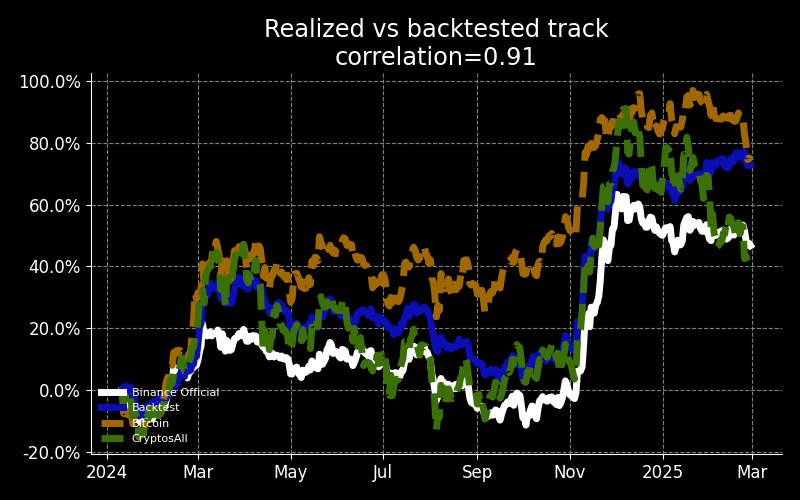 Realized vs backtested track
correlation=0.91
100.0%
80.0%
60.0%
40.0%
20.0%
0.0%
-20.0%
Binance Official
Backtest
Bitcoin
CryptosAll
2024 Mar May Jul Sep Nov 2025 Mar